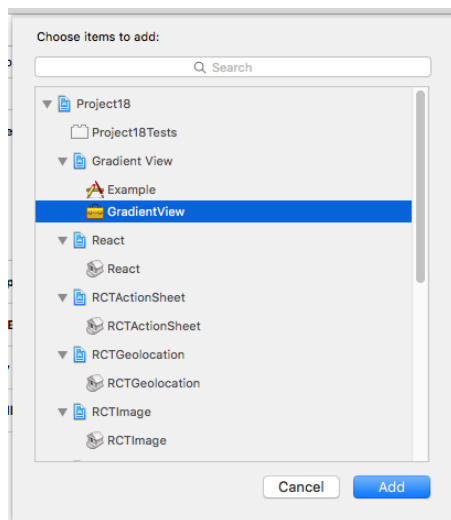 Choose items to add:
Search
Project18
Project18Tests
Gradient View
Example
GradientView
React
React
RCTActionSheet
RCTActionSheet
RCTGeolocation
RCTGeolocation
RCTImage
RCTImage
Cancel
Add